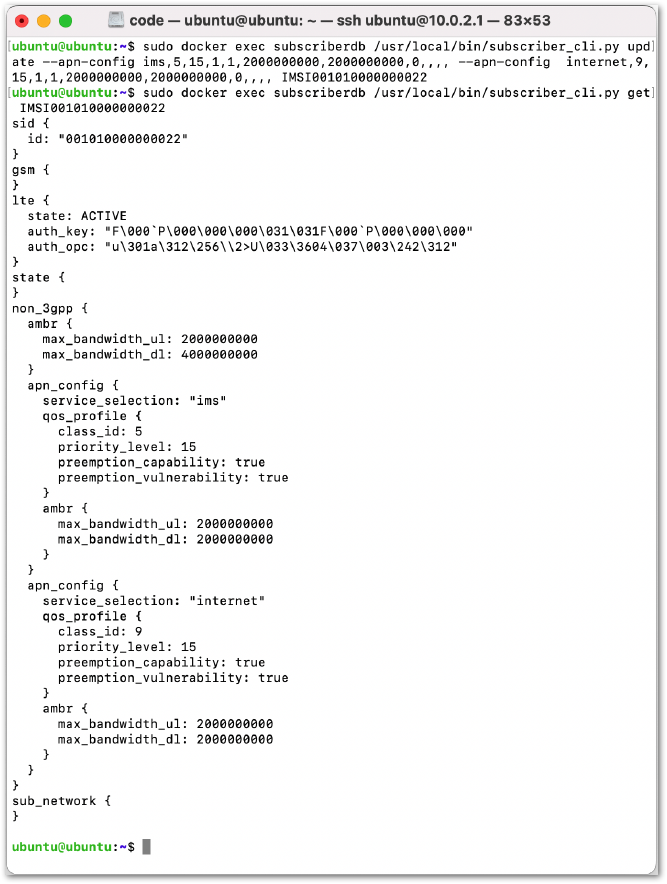 code — ubuntu@ubuntu: ~ — ssh ubuntu@10.0.2.1 — 83×53
[ubuntu@ubuntu:~$ sudo docker exec subscriberdb /usr/local/bin/subscriber_cli.py upd]
ate --apn-config ims,5,15,1,1,2000000000,2000000000,0,,,, --apn-config  internet,9,
15,1,1,2000000000,2000000000,0,,,, IMSI001010000000022
[ubuntu@ubuntu:~$ sudo docker exec subscriberdb /usr/local/bin/subscriber_cli.py get]
 IMSI001010000000022
sid {
  id: "001010000000022"
}
gsm {
}
lte {
  state: ACTIVE
  auth_key: "F\000`P\000\000\000\031\031F\000`P\000\000\000"
  auth_opc: "u\301a\312\256\\2>U\033\3604\037\003\242\312"
}
state {
}
non_3gpp {
  ambr {
    max_bandwidth_ul: 2000000000
    max_bandwidth_dl: 4000000000
  }
  apn_config {
    service_selection: "ims"
    qos_profile {
      class_id: 5
      priority_level: 15
      preemption_capability: true
      preemption_vulnerability: true
    }
    ambr {
      max_bandwidth_ul: 2000000000
      max_bandwidth_dl: 2000000000
    }
  }
  apn_config {
    service_selection: "internet"
    qos_profile {
      class_id: 9
      priority_level: 15
      preemption_capability: true
      preemption_vulnerability: true
    }
    ambr {
      max_bandwidth_ul: 2000000000
      max_bandwidth_dl: 2000000000
    }
  }
}
sub_network {
}
ubuntu@ubuntu:~$